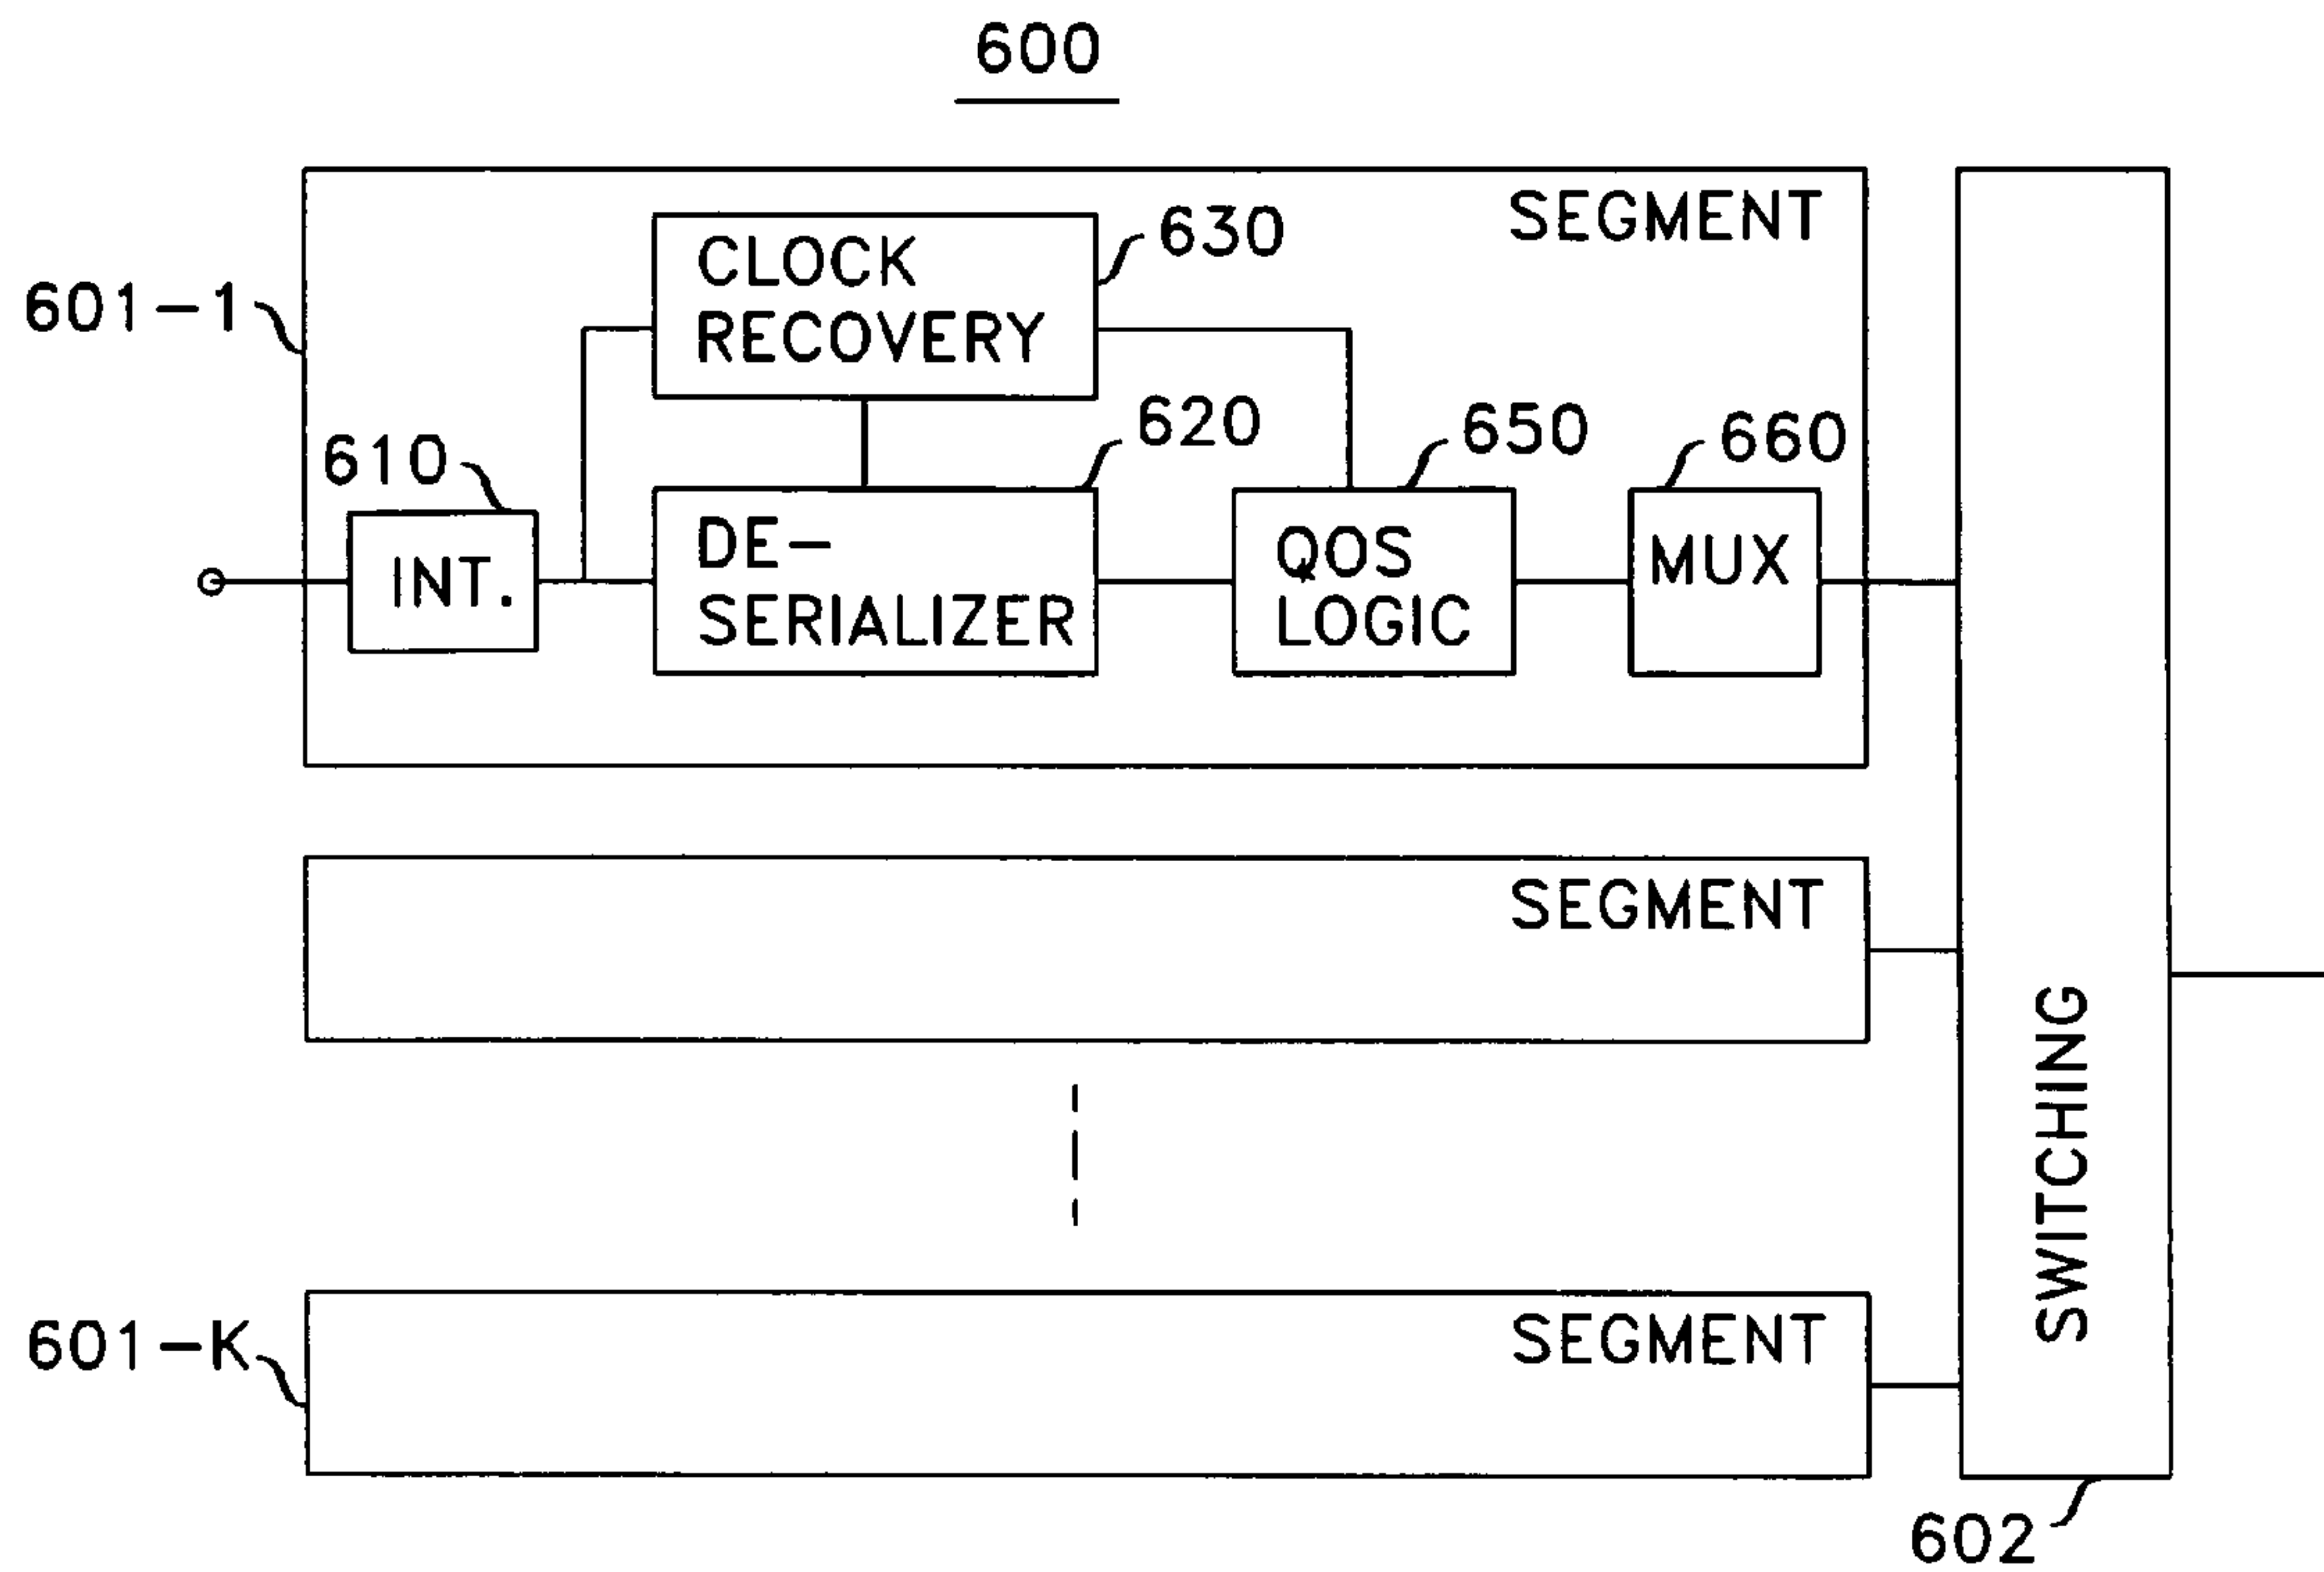 600
SEGMENT
CLOCK
RECOVERY
630
601-1
620
650
660
610
INT.
DE-
SERIALIZER
QOS
LOGIC
MUX
SEGMENT
SWITCHING
601-K
SEGMENT
602